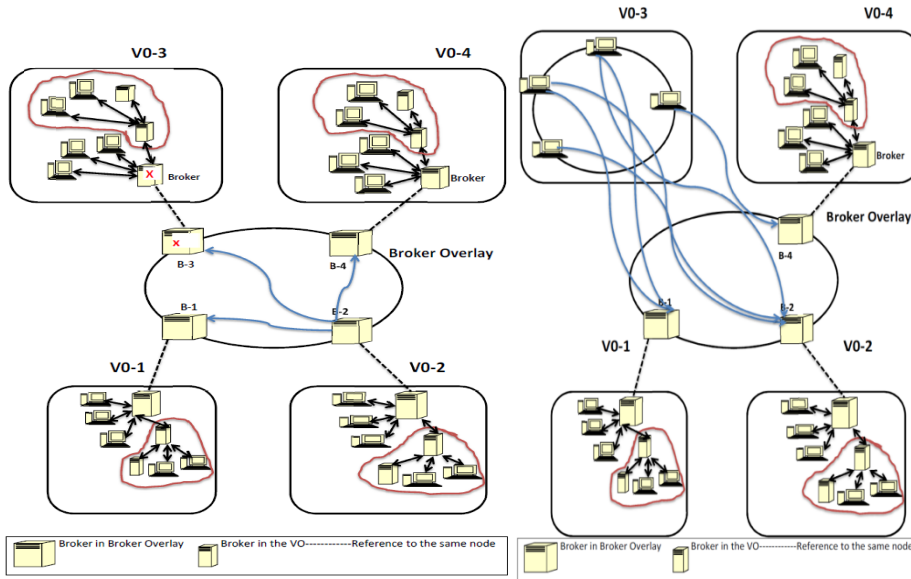 V0-3
V0-4
X
Broker
Broker
X
B-3
B-4
Broker Overlay
B-1
B-2
V0-1
V0-2
Broker in Broker Overlay
Broker in the VO------------Reference to the same node
V0-3
V0-4
Broker
Broker Overlay
B-4
B-1
B-2
V0-1
V0-2
Broker in Broker Overlay
Broker in the VO------------Reference to the same node